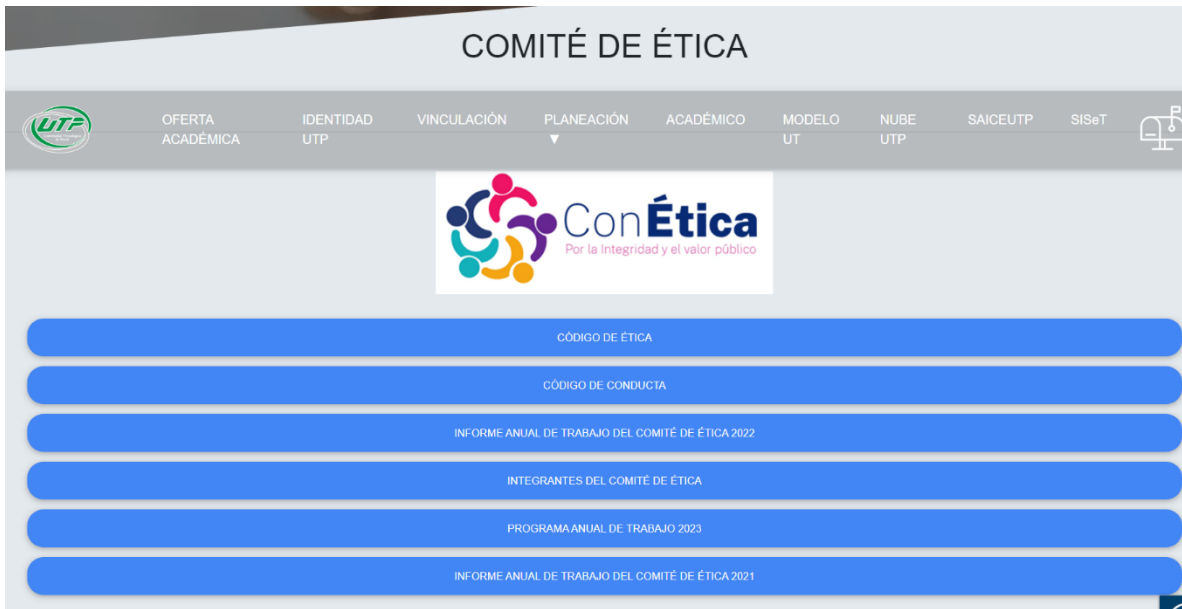 COMITÉ DE ÉTICA
UTP
OFERTA
ACADÉMICA
IDENTIDAD
UTP
VINCULACIÓN
PLANEACIÓN
▼
ACADÉMICO
MODELO
UT
NUBE
UTP
SAICEUTP
SISeT
ConÉtica
Por la Integridad y el valor público
CÓDIGO DE ÉTICA
CÓDIGO DE CONDUCTA
INFORME ANUAL DE TRABAJO DEL COMITÉ DE ÉTICA 2022
INTEGRANTES DEL COMITÉ DE ÉTICA
PROGRAMA ANUAL DE TRABAJO 2023
INFORME ANUAL DE TRABAJO DEL COMITÉ DE ÉTICA 2021